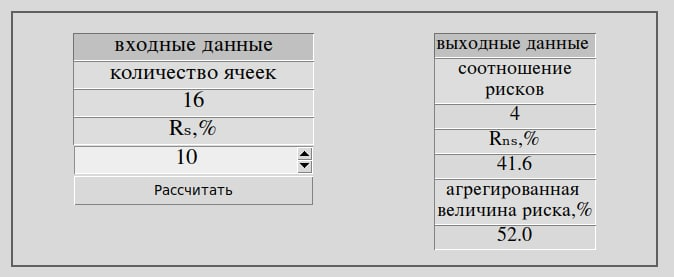 входные данные
количество ячеек
16
Rₛ,%
10
Рассчитать
выходные данные
соотношение
рисков
4
Rₙₛ,%
41.6
агрегированная
величина риска,%
52.0